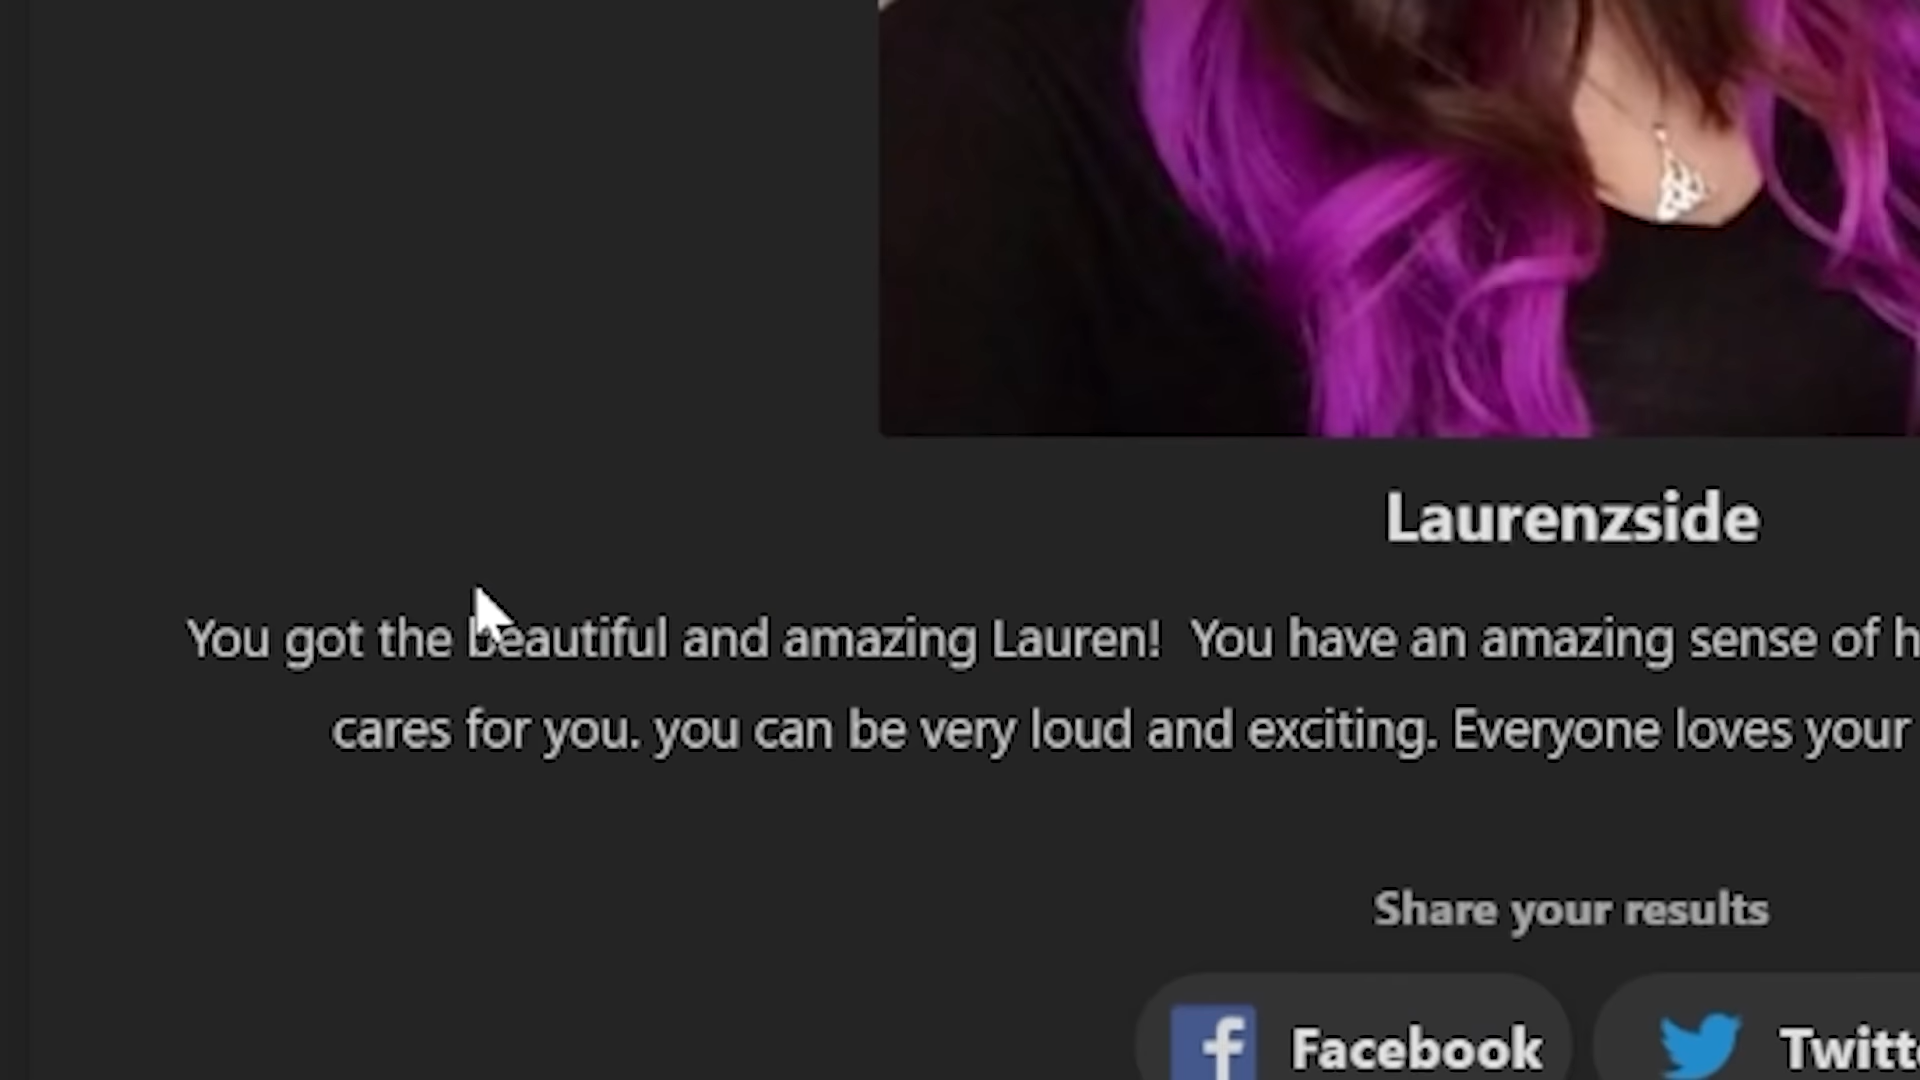 Laurenzside
You got the beautiful and amazing Lauren!  You have an amazing sense of
cares for you. you can be very loud and exciting. Everyone loves your
Share your results
Facebook